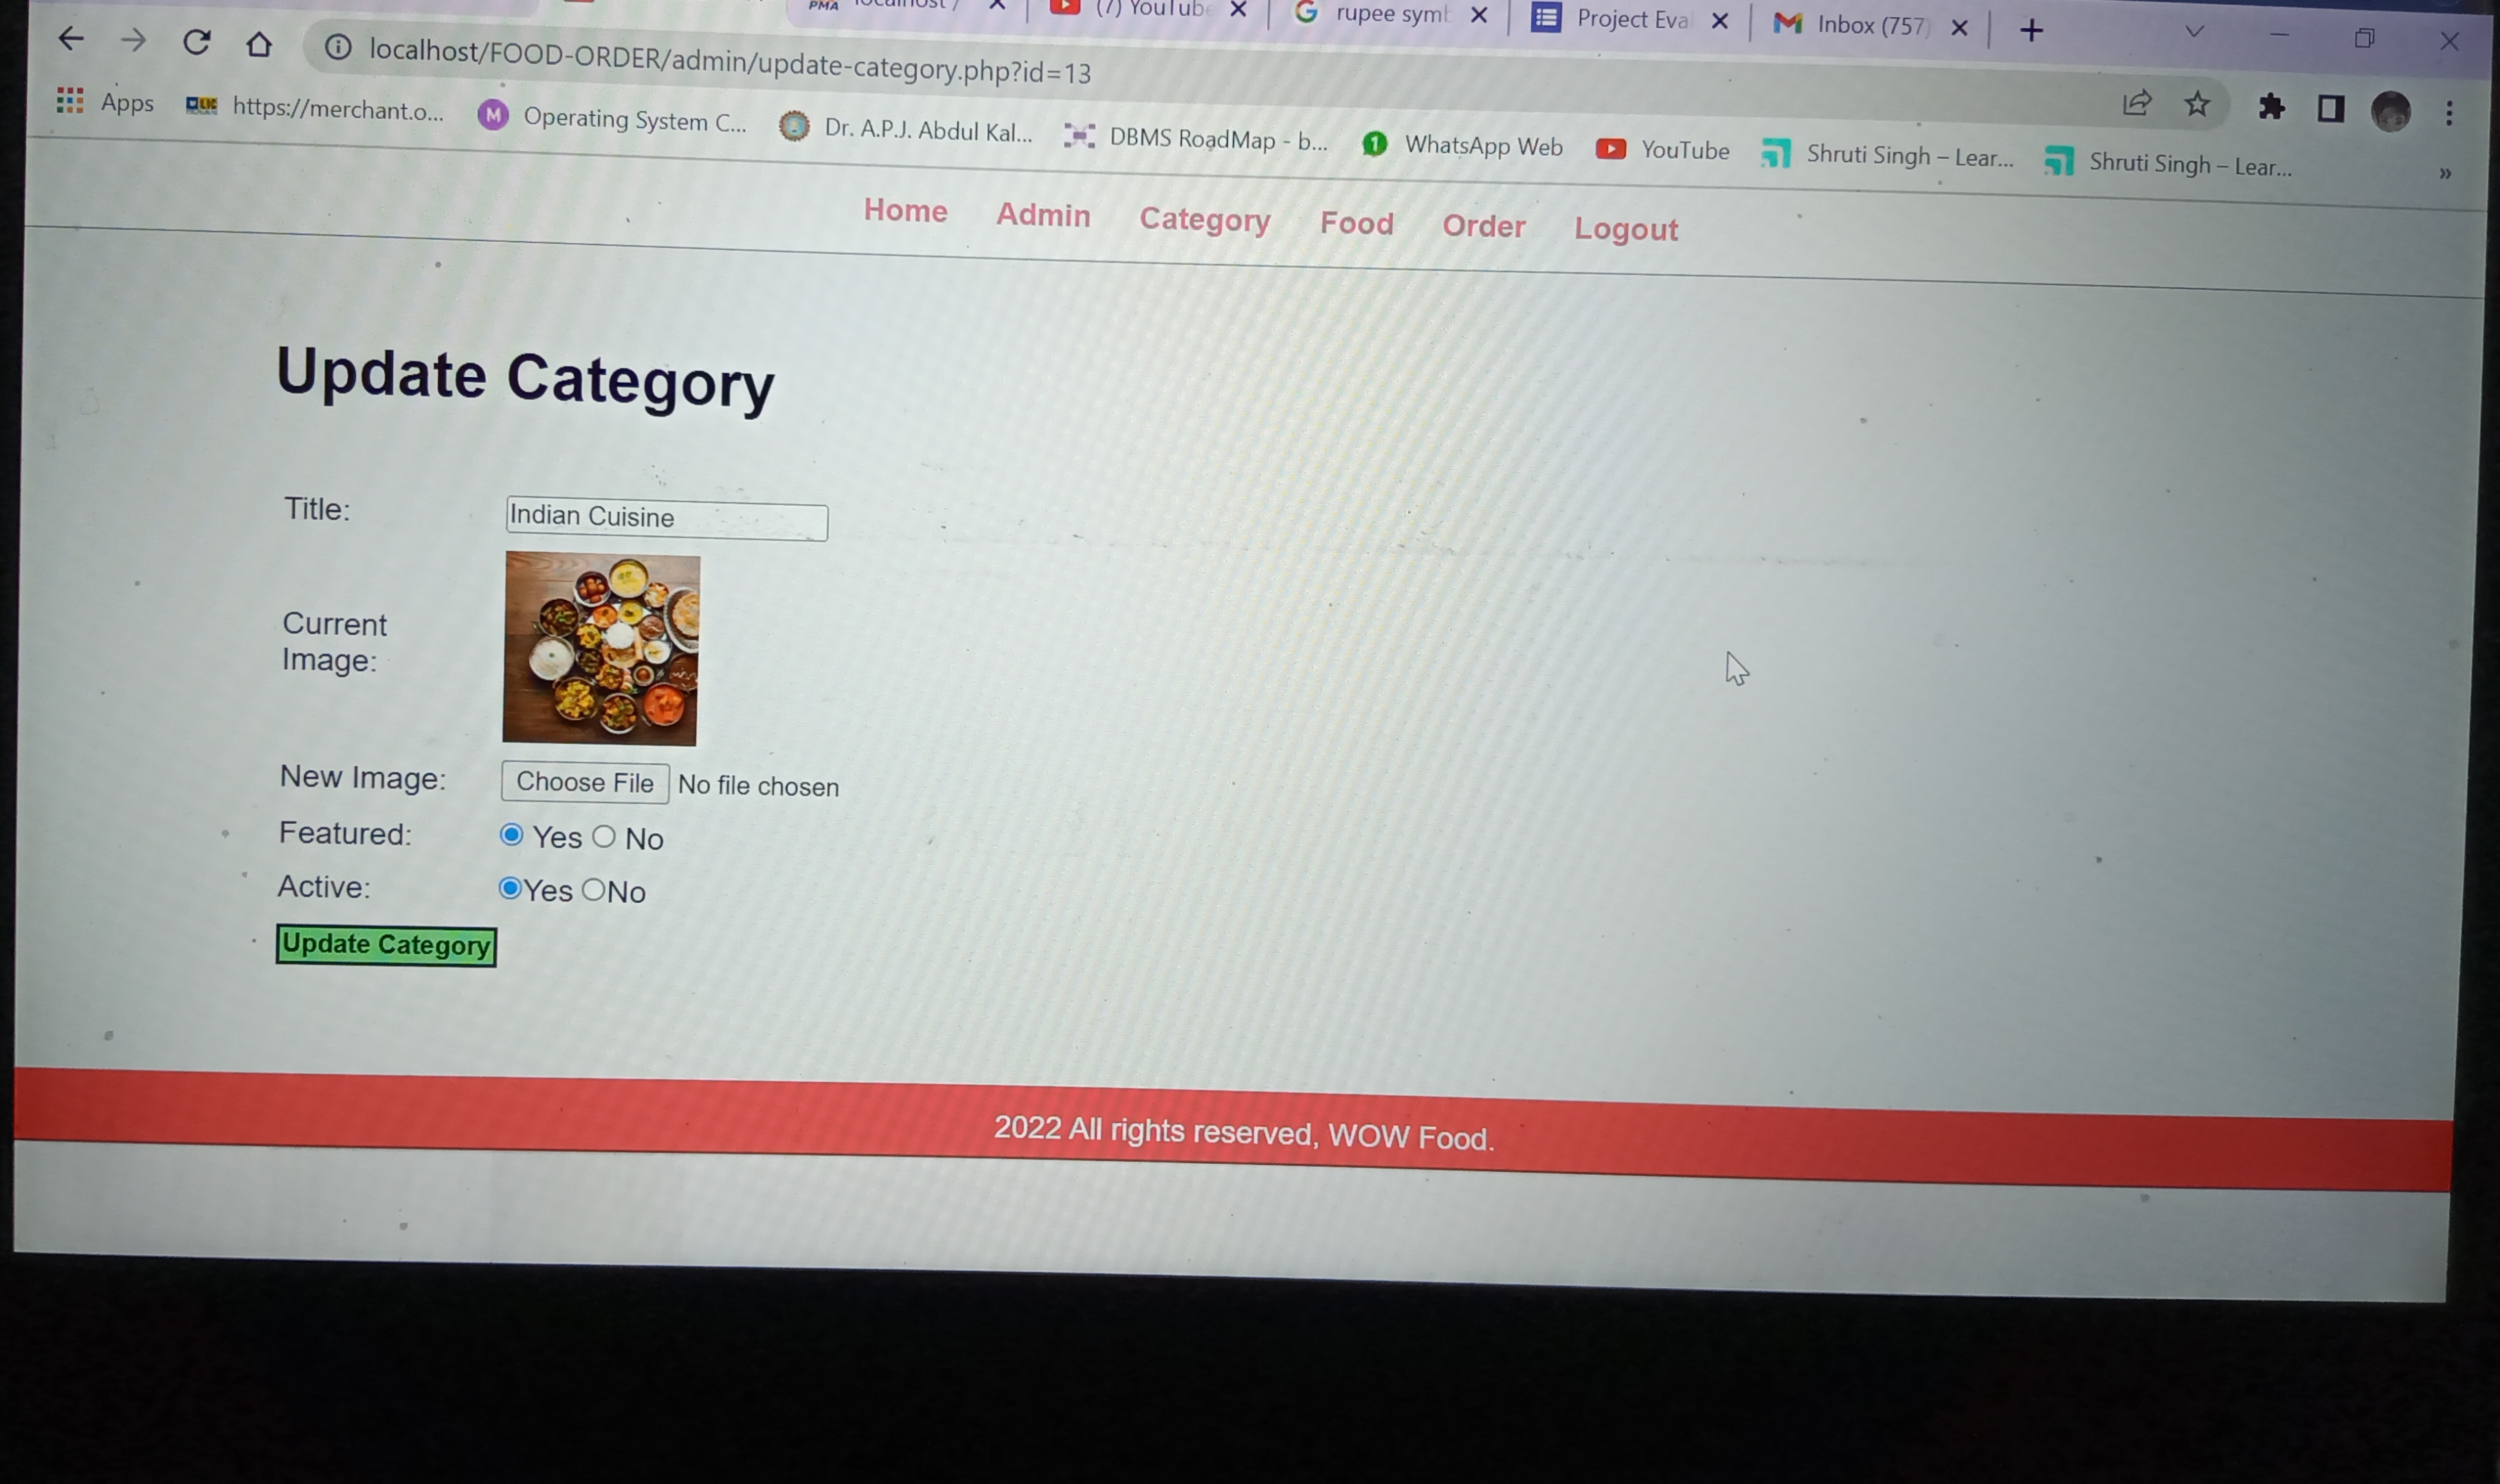 PMA
(7) YouTube
rupee symb
Project Eva
Inbox (757)
localhost/FOOD-ORDER/admin/update-category.php?id=13
Apps
https://merchant.o...
M
Operating System C...
Dr. A.P.J. Abdul Kal...
DBMS RoadMap - b...
1
WhatsApp Web
YouTube
Shruti Singh – Lear...
Shruti Singh – Lear...
»
Home
Admin
Category
Food
Order
Logout
Update Category
Title:
Indian Cuisine
Current
Image:
New Image:
Choose File No file chosen
Featured:
Yes No
Active:
Yes No
Update Category
2022 All rights reserved, WOW Food.